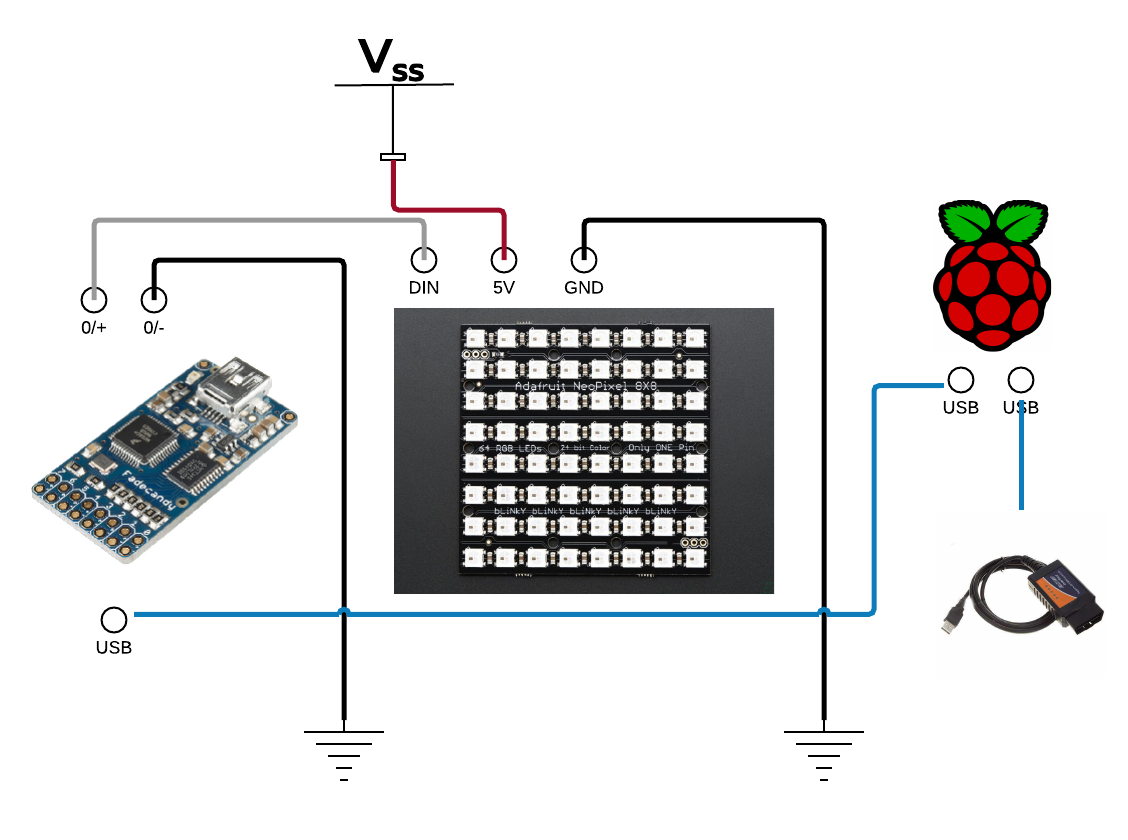 Vss
DIN
5V
GND
0/+
0/-
USB
USB
Adafruit NeoPixel 8X8
64 RGB LEDs
24 bit Color
Only ONE Pin
bLiNkY bLiNkY bLiNkY bLiNkY bLiNkY
Fadecandy
USB